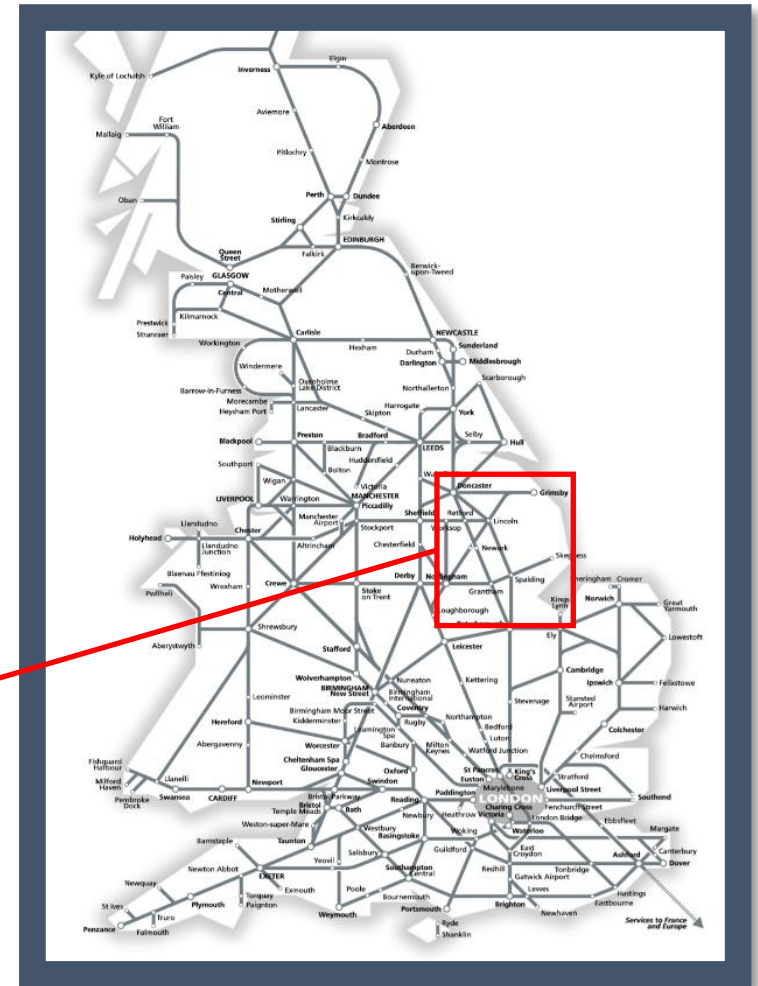 Elgin
Kyle of Lochalsh
Inverness
Fort
William
Aviemore
Aberdeen
Mallaig
Pitlochry
Montrose
Perth
Dundee
Oban
Stirling
Kirkcaldy
EDINBURGH
Queen
Street
Falkirk
Berwick-
upon-Tweed
Paisley
GLASGOW
Central
Motherwell
Prestwick
Kilmarnock
Stranraer
Carlisle
NEWCASTLE
Workington
Hexham
Sunderland
Durham
Darlington
Middlesbrough
Windermere
Oxenholme
Lake District
Scarborough
Barrow-in-Furness
Northallerton
Morecambe
Heysham Port
Lancaster
Harrogate
York
Skipton
Blackpool
Preston
Bradford
Selby
Hull
Blackburn
LEEDS
Southport
Huddersfield
Bolton
Wigan
Victoria
Doncaster
Grimsby
LIVERPOOL
Warrington
MANCHESTER
Piccadilly
Manchester
Airport
Sheffield
Retford
Lincoln
Llandudno
Stockport
Worksop
Holyhead
Chester
Altrincham
Chesterfield
Newark
Llandudno
Junction
Skegness
Blaenau Ffestiniog
Crewe
Derby
Nottingham
Spalding
Sheringham
Cromer
Pwllheli
Wrexham
Stoke
on Trent
Grantham
Kings
Lynn
Norwich
Great
Yarmouth
Loughborough
Peterborough
Aberystwyth
Shrewsbury
Ely
Lowestoft
Stafford
Leicester
Cambridge
Wolverhampton
Nuneaton
Kettering
Ipswich
Felixstowe
BIRMINGHAM
New Street
Birmingham
International
Leominster
Coventry
Stevenage
Stansted
Airport
Harwich
Birmingham Moor Street
Northampton
Hereford
Kidderminster
Rugby
Bedford
Colchester
Leamington
Spa
Luton
Abergavenny
Worcester
Banbury
Milton
Keynes
Watford Junction
Chelmsford
Fishguard
Harbour
Cheltenham Spa
Gloucester
Oxford
St Pancras
King's
Cross
Stratford
Milford
Haven
Llanelli
Swindon
Euston
Liverpool Street
Newport
Paddington
Marylebone
Southend
Pembroke
Dock
Swansea
CARDIFF
Bristol Parkway
Reading
LONDON
Fenchurch Street
Bristol
Temple Meads
Bath
Newbury
Heathrow
Victoria
Charing Cross
London Bridge
Ebbsfleet
Weston-super-Mare
Westbury
Basingstoke
Woking
Waterloo
Margate
Barnstaple
Taunton
Salisbury
Guildford
East
Croydon
Canterbury
Newton Abbot
Yeovil
Southampton
Central
Redhill
Tonbridge
Ashford
Dover
Gatwick Airport
Newquay
EXETER
Exmouth
Poole
Lewes
Hastings
St Ives
Plymouth
Torquay
Paignton
Bournemouth
Brighton
Eastbourne
Truro
Weymouth
Portsmouth
Newhaven
Penzance
Falmouth
Ryde
Services to France
and Europe
Shanklin